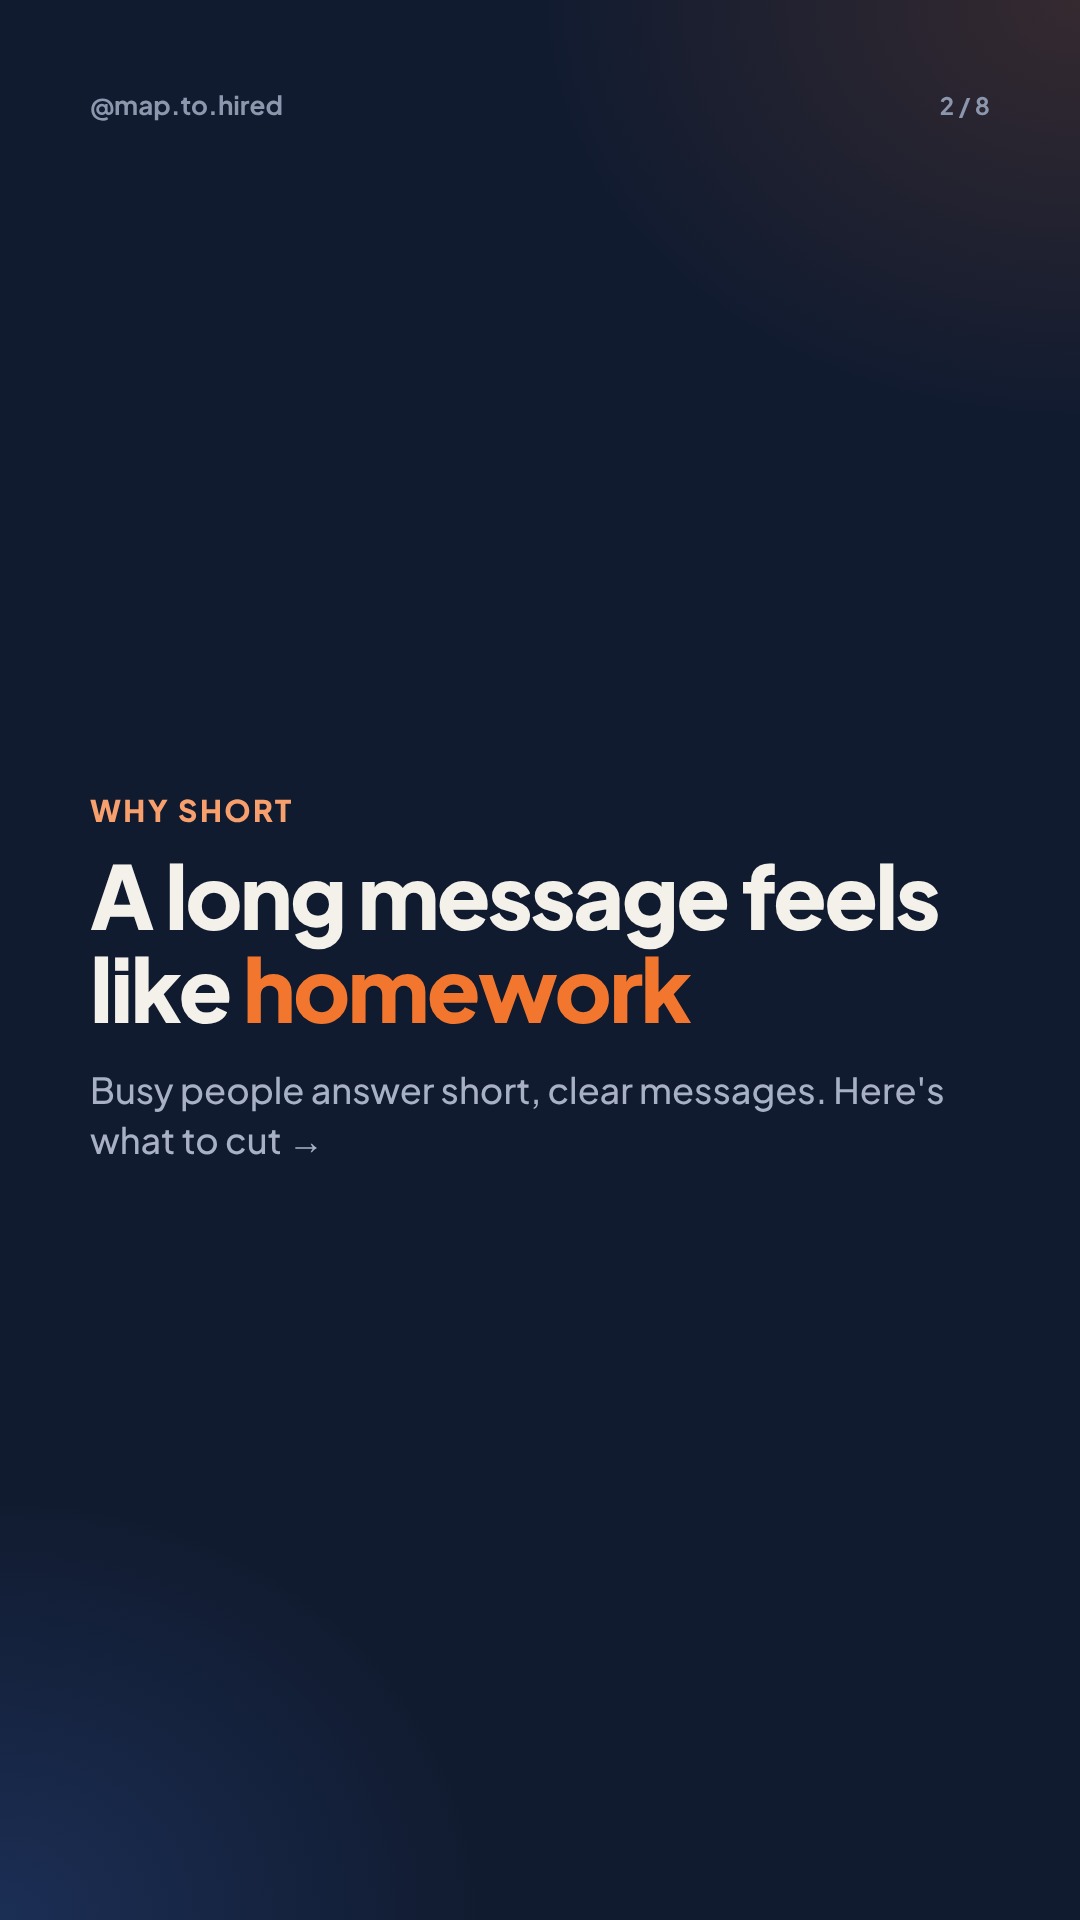 @map.to.hired
2 / 8
WHY SHORT
A long message feels
like homework
Busy people answer short, clear messages. Here's
what to cut →